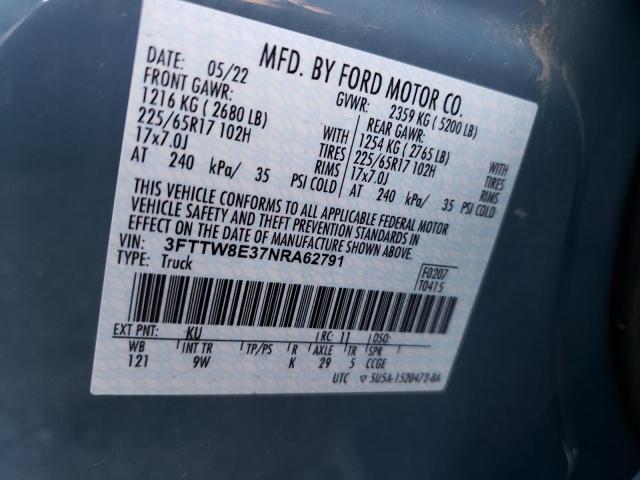 MFD. BY FORD MOTOR CO.
DATE: 05/22 GVWR: 2359 KG (5200 LB)
FRONT GAWR: REAR GAWR:
1216 KG (2680 LB) WITH 1254 KG (2765 LB) WITH
225/65R17 102H TIRES 225/65R17 102H TIRES
17x7.0J RIMS 17x7.0J RIMS
AT 240 kPa/ 35 PSI COLD AT 240 kPa/ 35 PSI COLD
THIS VEHICLE CONFORMS TO ALL APPLICABLE FEDERAL MOTOR
VEHICLE SAFETY AND THEFT PREVENTION STANDARDS IN
EFFECT ON THE DATE OF MANUFACTURE SHOWN ABOVE.
VIN: 3FTTW8E37NRA62791
TYPE: Truck
F0207
T0415
EXT PNT: KU RC: 11 DSO:
WB INT TR TP/PS R AXLE TR SPR
121 9W K 29 5 CCGE
UTC ▽ 5U5A-1520472-BA